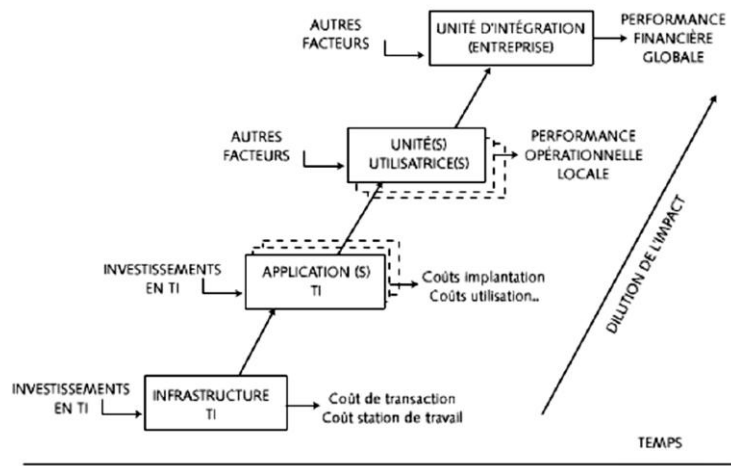 AUTRES
FACTEURS
UNITÉ D'INTÉGRATION
(ENTREPRISE)
PERFORMANCE
FINANCIÈRE
GLOBALE
AUTRES
FACTEURS
UNITÉ(S)
UTILISATRICE(S)
PERFORMANCE
OPÉRATIONNELLE
LOCALE
INVESTISSEMENTS
EN TI
APPLICATION (S)
TI
Coûts implantation
Coûts utilisation..
DILUTION DE L'IMPACT
INVESTISSEMENTS
EN TI
INFRASTRUCTURE
TI
Coût de transaction
Coût station de travail
TEMPS